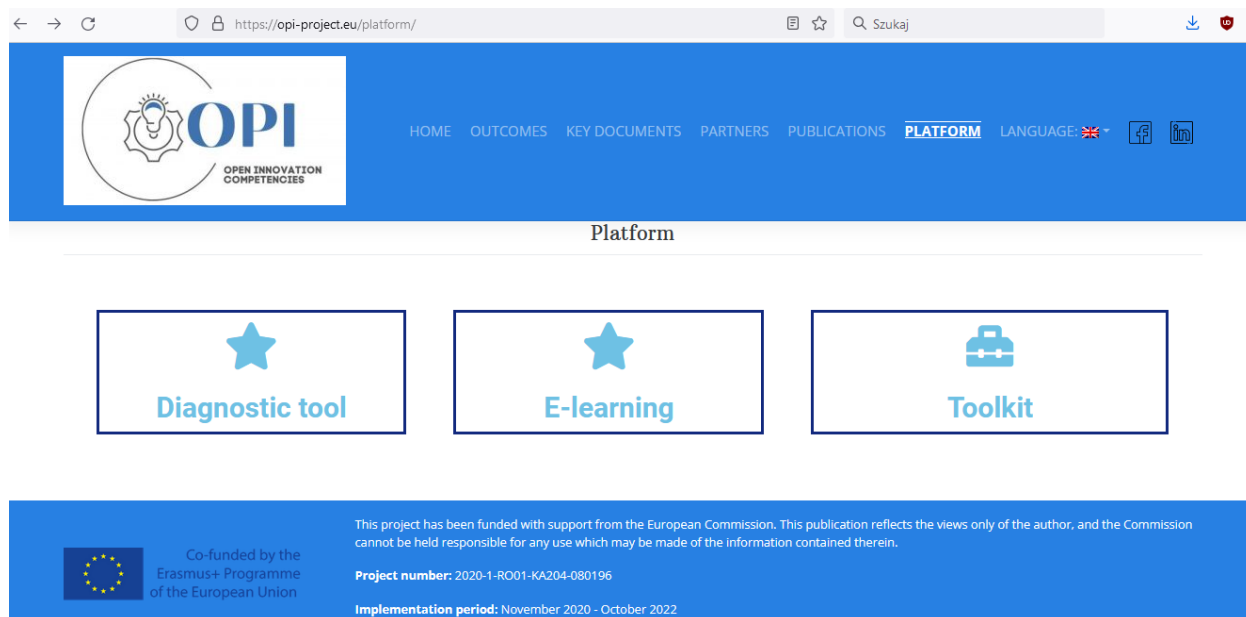 https://opi-project.eu/platform/
Szukaj
OPI
OPEN INNOVATION
COMPETENCIES
HOME OUTCOMES KEY DOCUMENTS PARTNERS PUBLICATIONS PLATFORM LANGUAGE:
Platform
Diagnostic tool
E-learning
Toolkit
Co-funded by the
Erasmus+ Programme
of the European Union
This project has been funded with support from the European Commission. This publication reflects the views only of the author, and the Commission
cannot be held responsible for any use which may be made of the information contained therein.
Project number: 2020-1-RO01-KA204-080196
Implementation period: November 2020 - October 2022